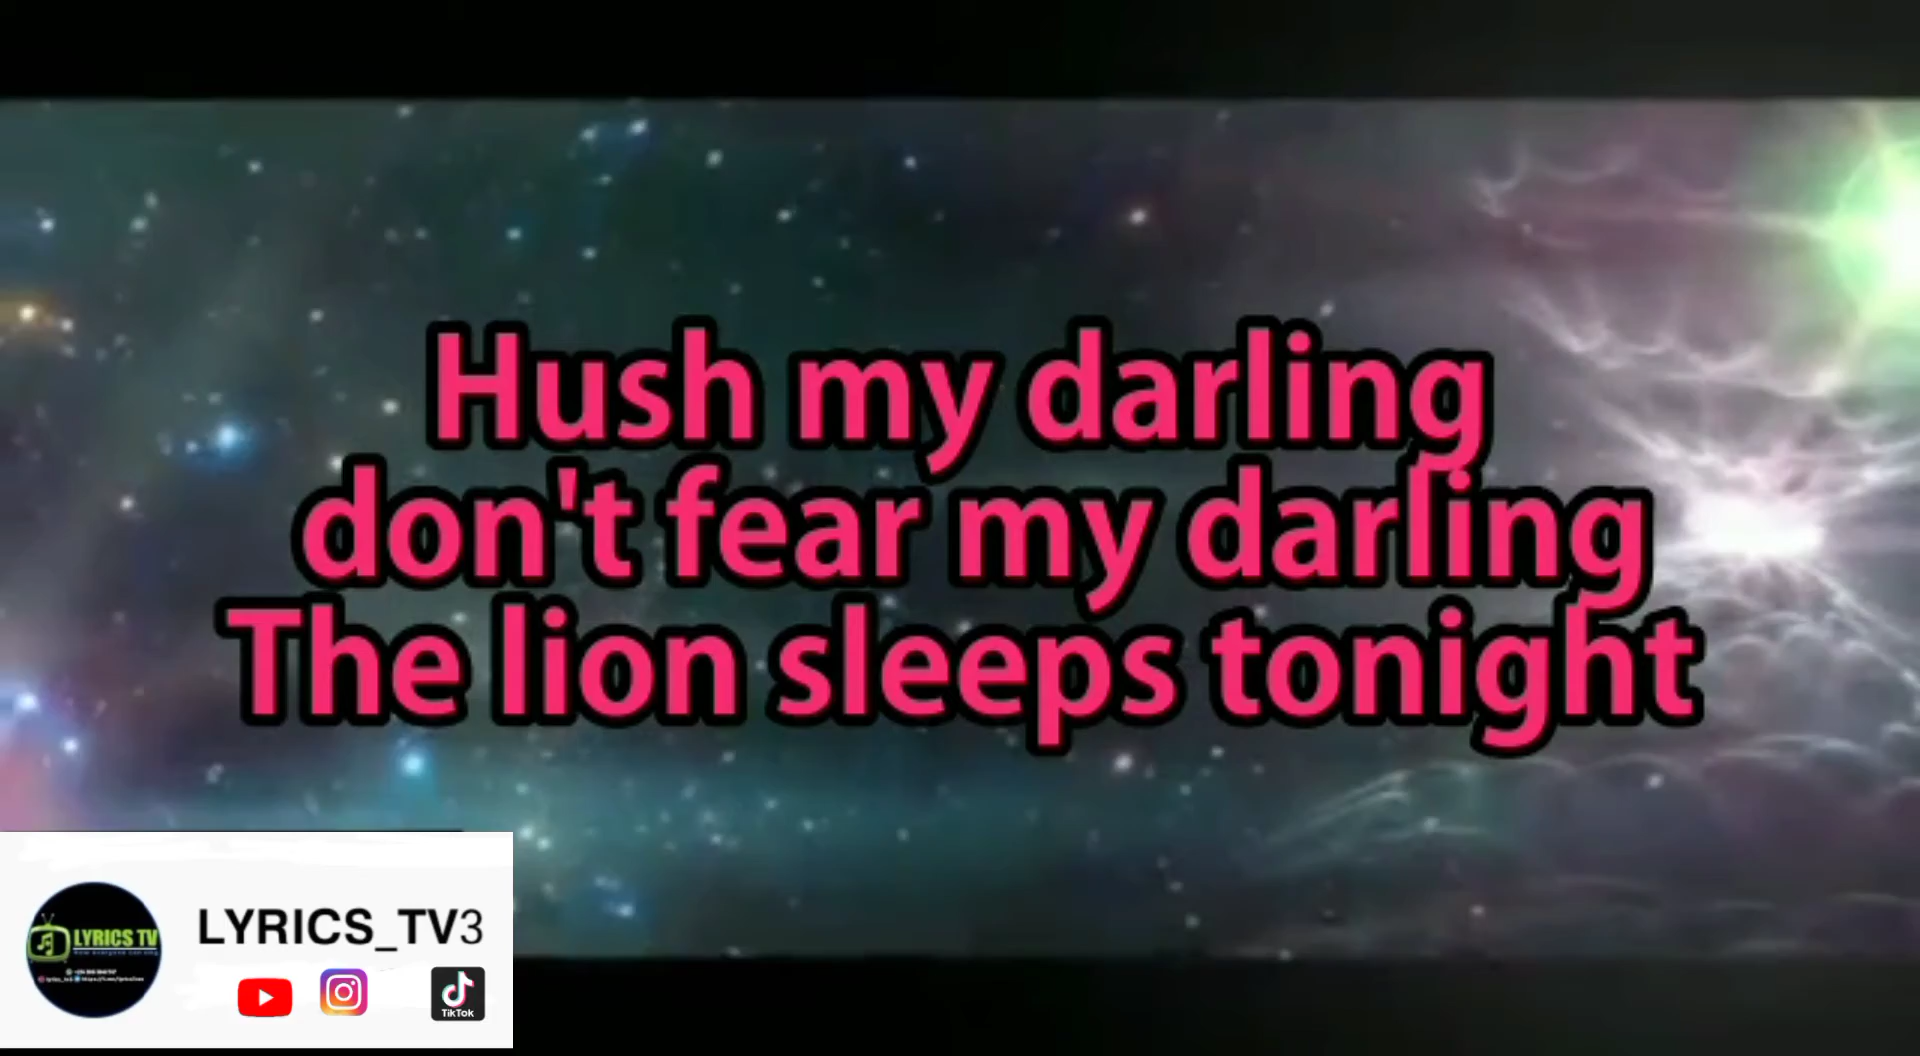 Hush my darling
don't fear my darling
The lion sleeps tonight
LYRICS TV
LYRICS_TV3
TikTok